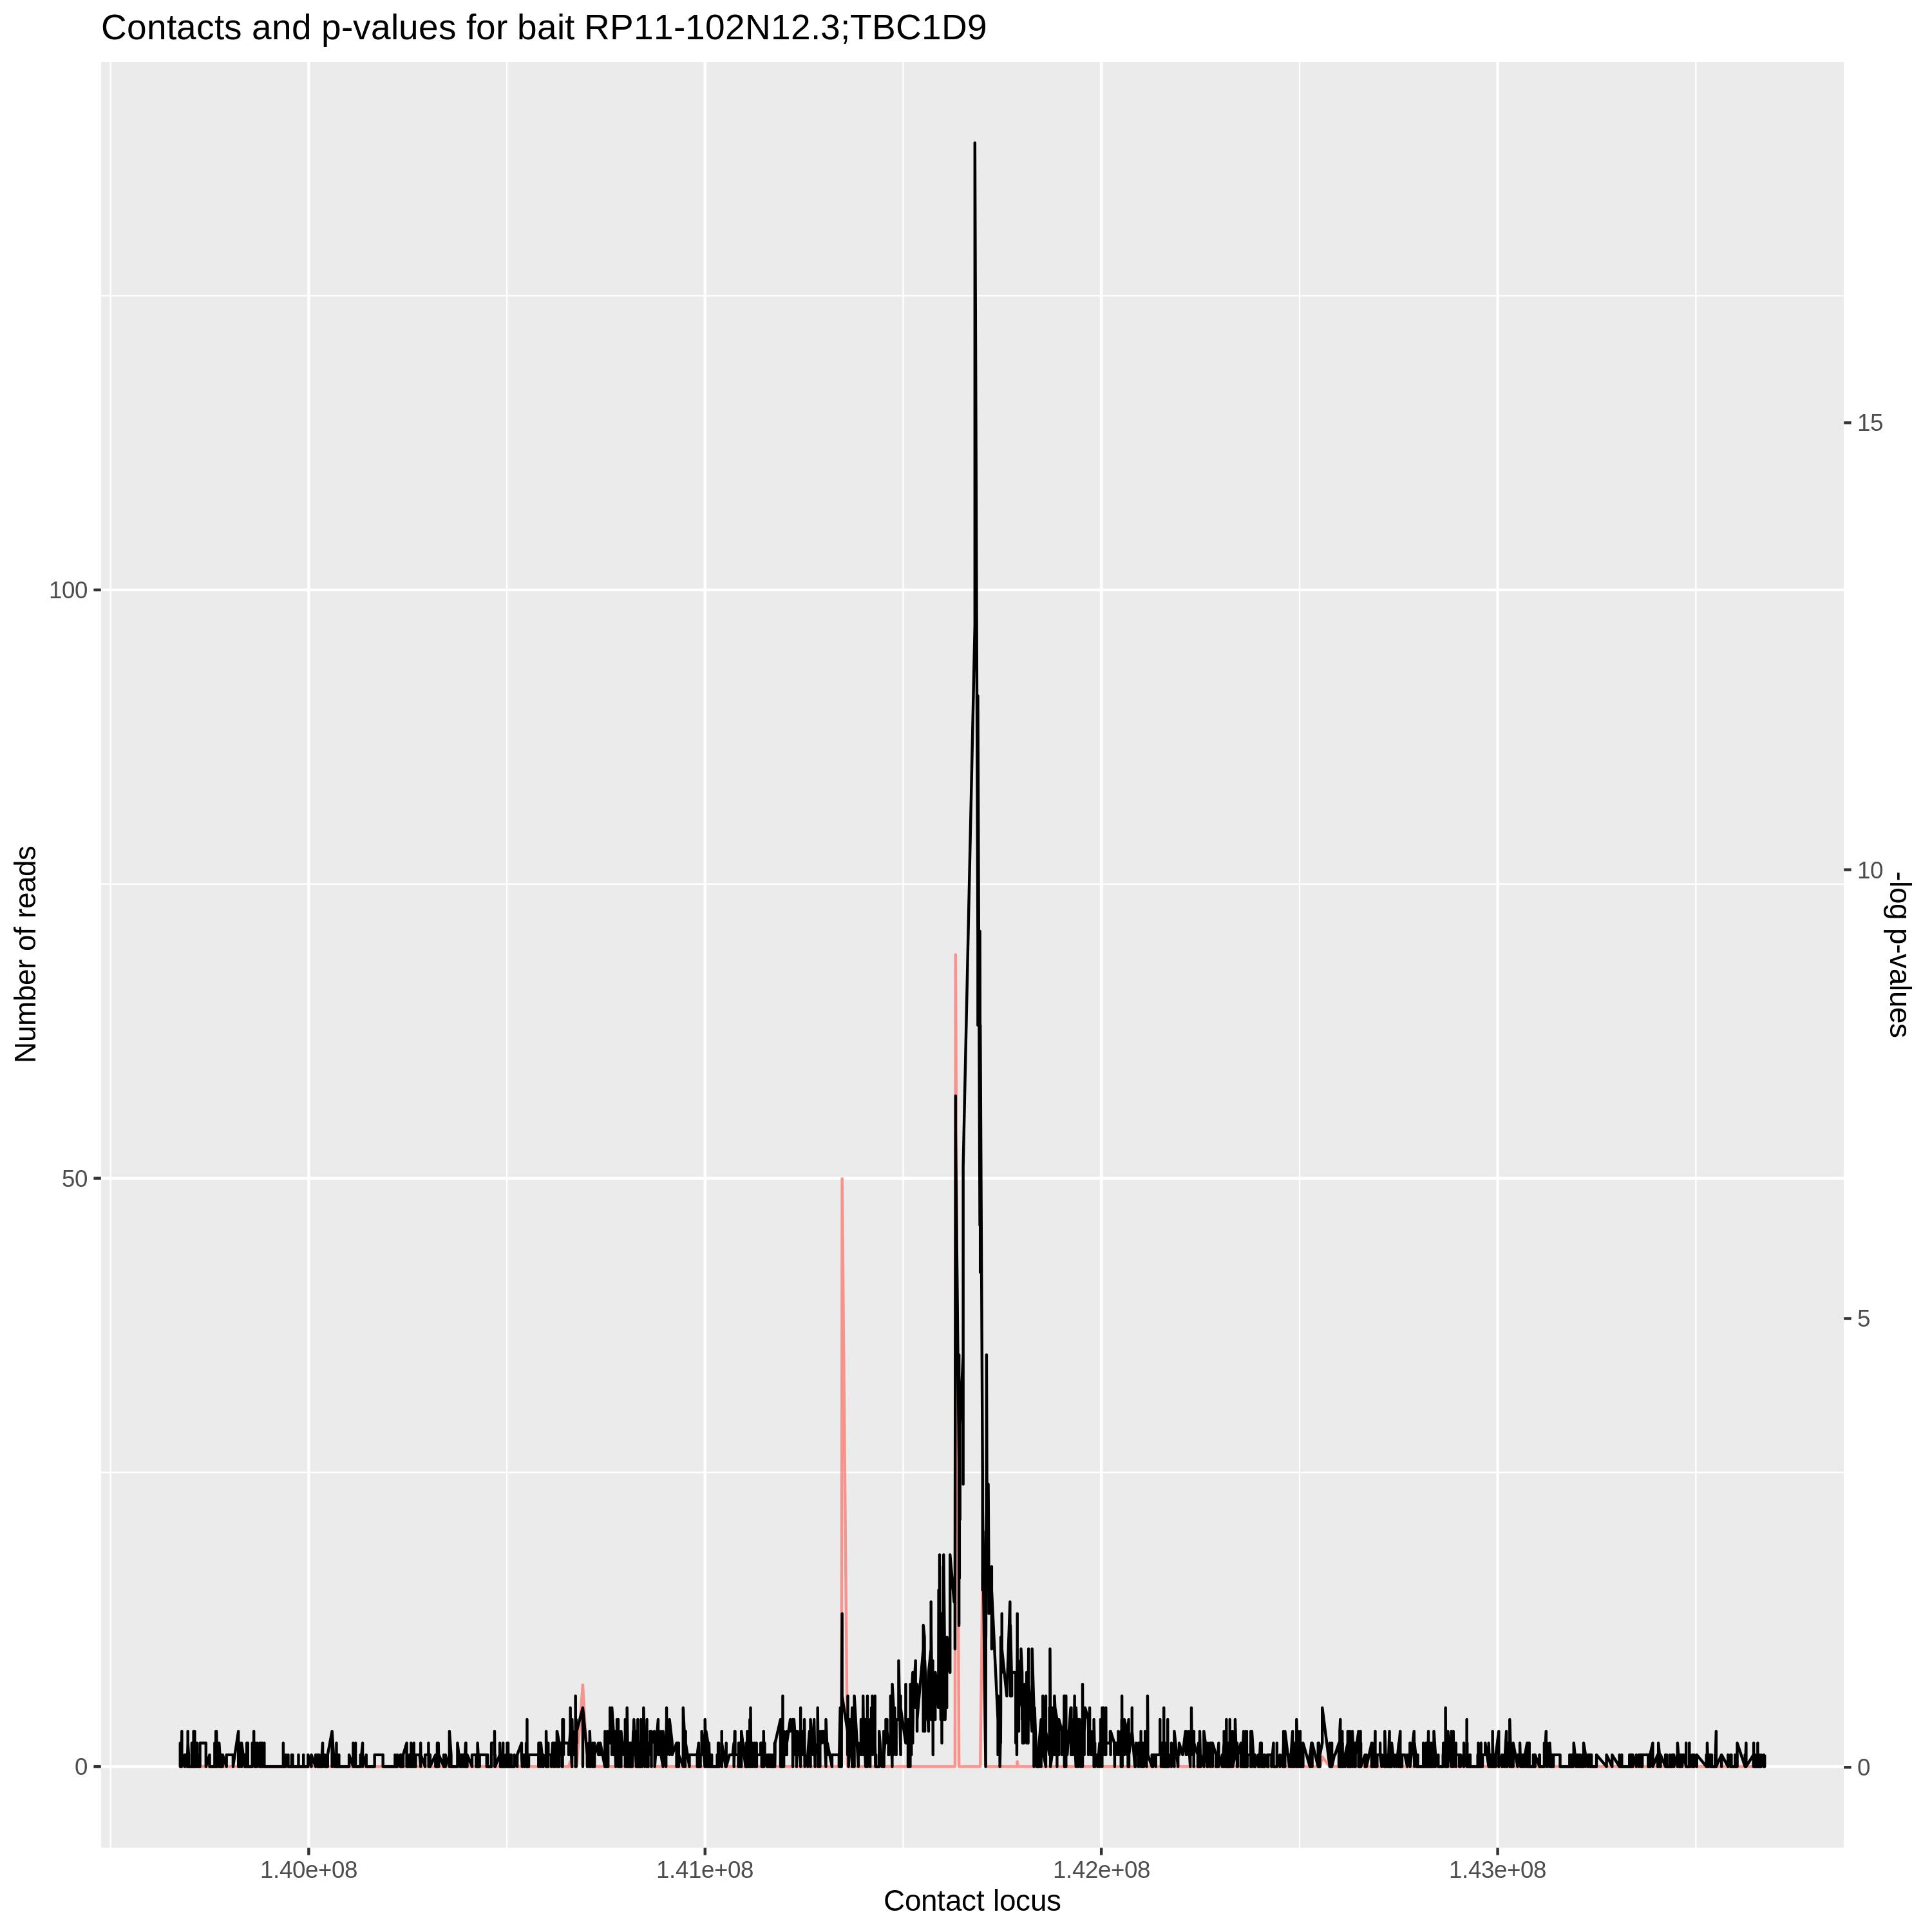 Contacts and p-values for bait RP11-102N12.3;TBC1D9
Number of reads
100
50
0
15
10
5
0
-log p-values
1.40e+08
1.41e+08
1.42e+08
1.43e+08
Contact locus